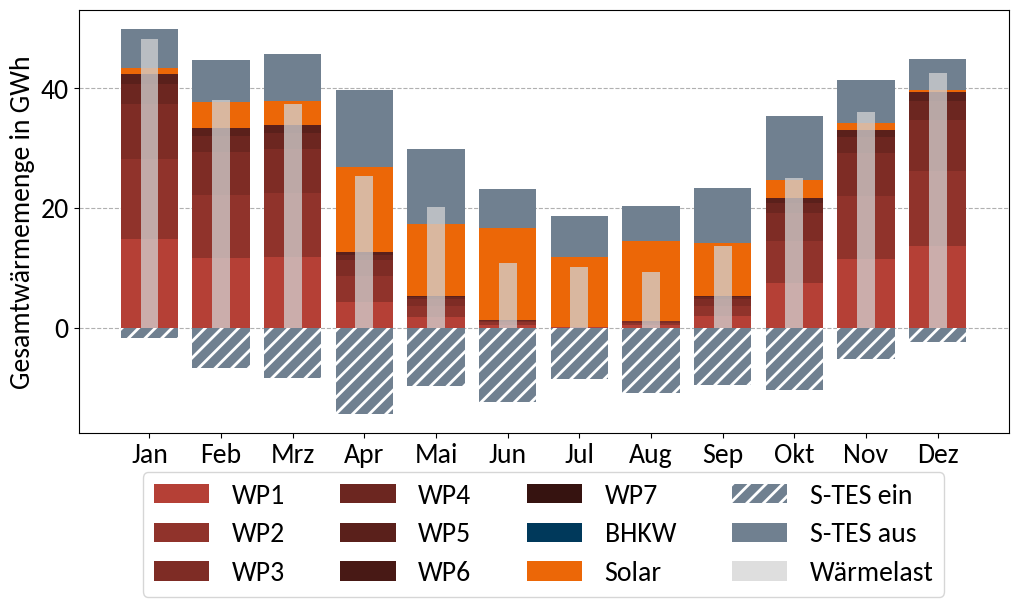 Gesamtwärmemenge in GWh
40
20
0
Jan Feb Mrz Apr Mai Jun Jul Aug Sep Okt Nov Dez
WP1 WP4 WP7 S-TES ein
WP2 WP5 BHKW S-TES aus
WP3 WP6 Solar Wärmelast